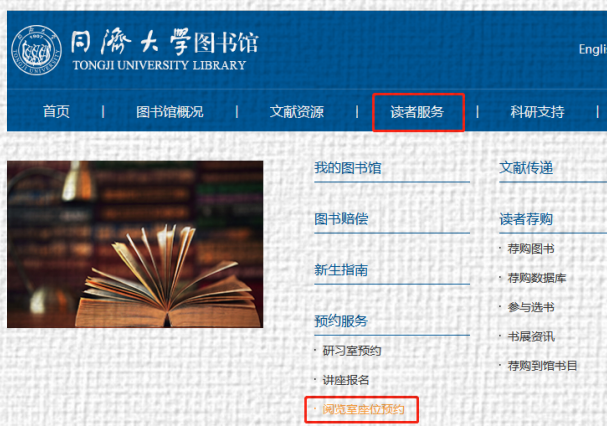 同濟大學图书馆
TONGJI UNIVERSITY LIBRARY
Englis
首页 | 图书馆概况 | 文献资源 | 读者服务 | 科研支持 |
我的图书馆
图书赔偿
新生指南
预约服务
· 研习室预约
· 讲座报名
· 阅览室座位预约
文献传递
读者荐购
· 荐购图书
· 荐购数据库
· 参与选书
· 书展资讯
· 荐购到馆书目